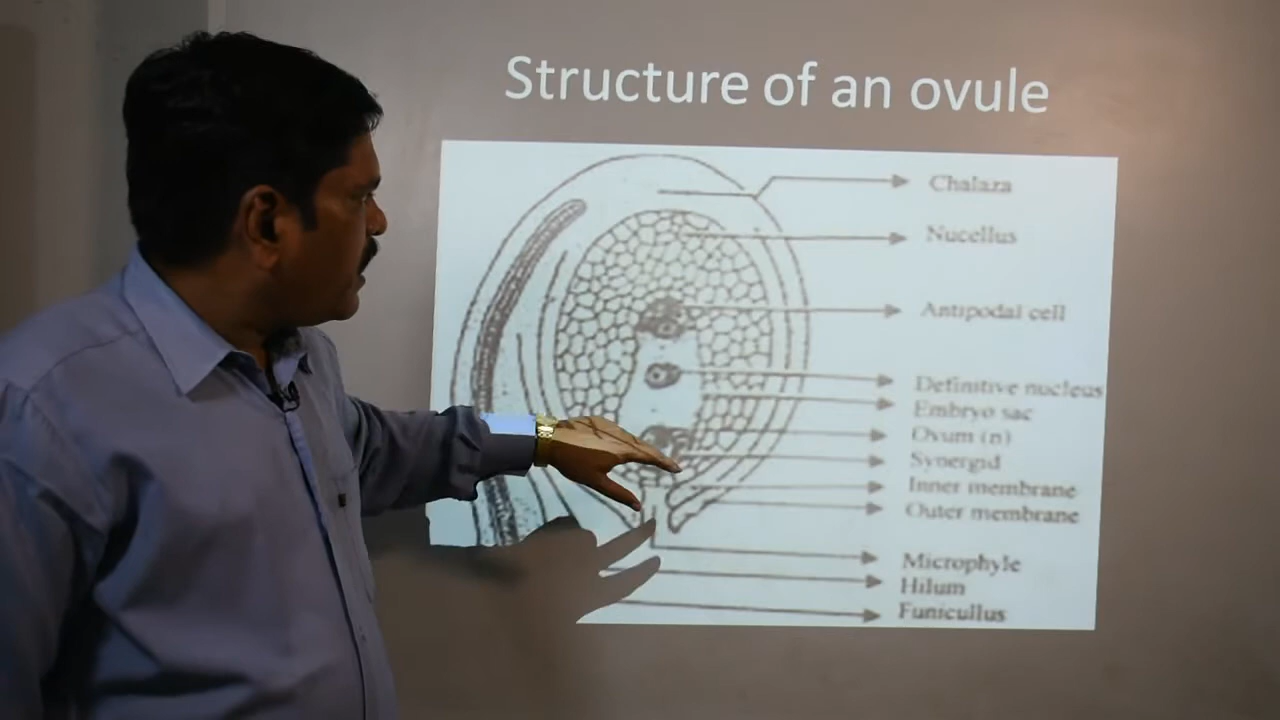 Structure of an ovule
Chalaza
Nucellus
Antipodal cell
Definitive nucleus
Embryo sac
Ovum (n)
Synergid
Inner membrane
Outer membrane
Microphyle
Hilum
Funicullus